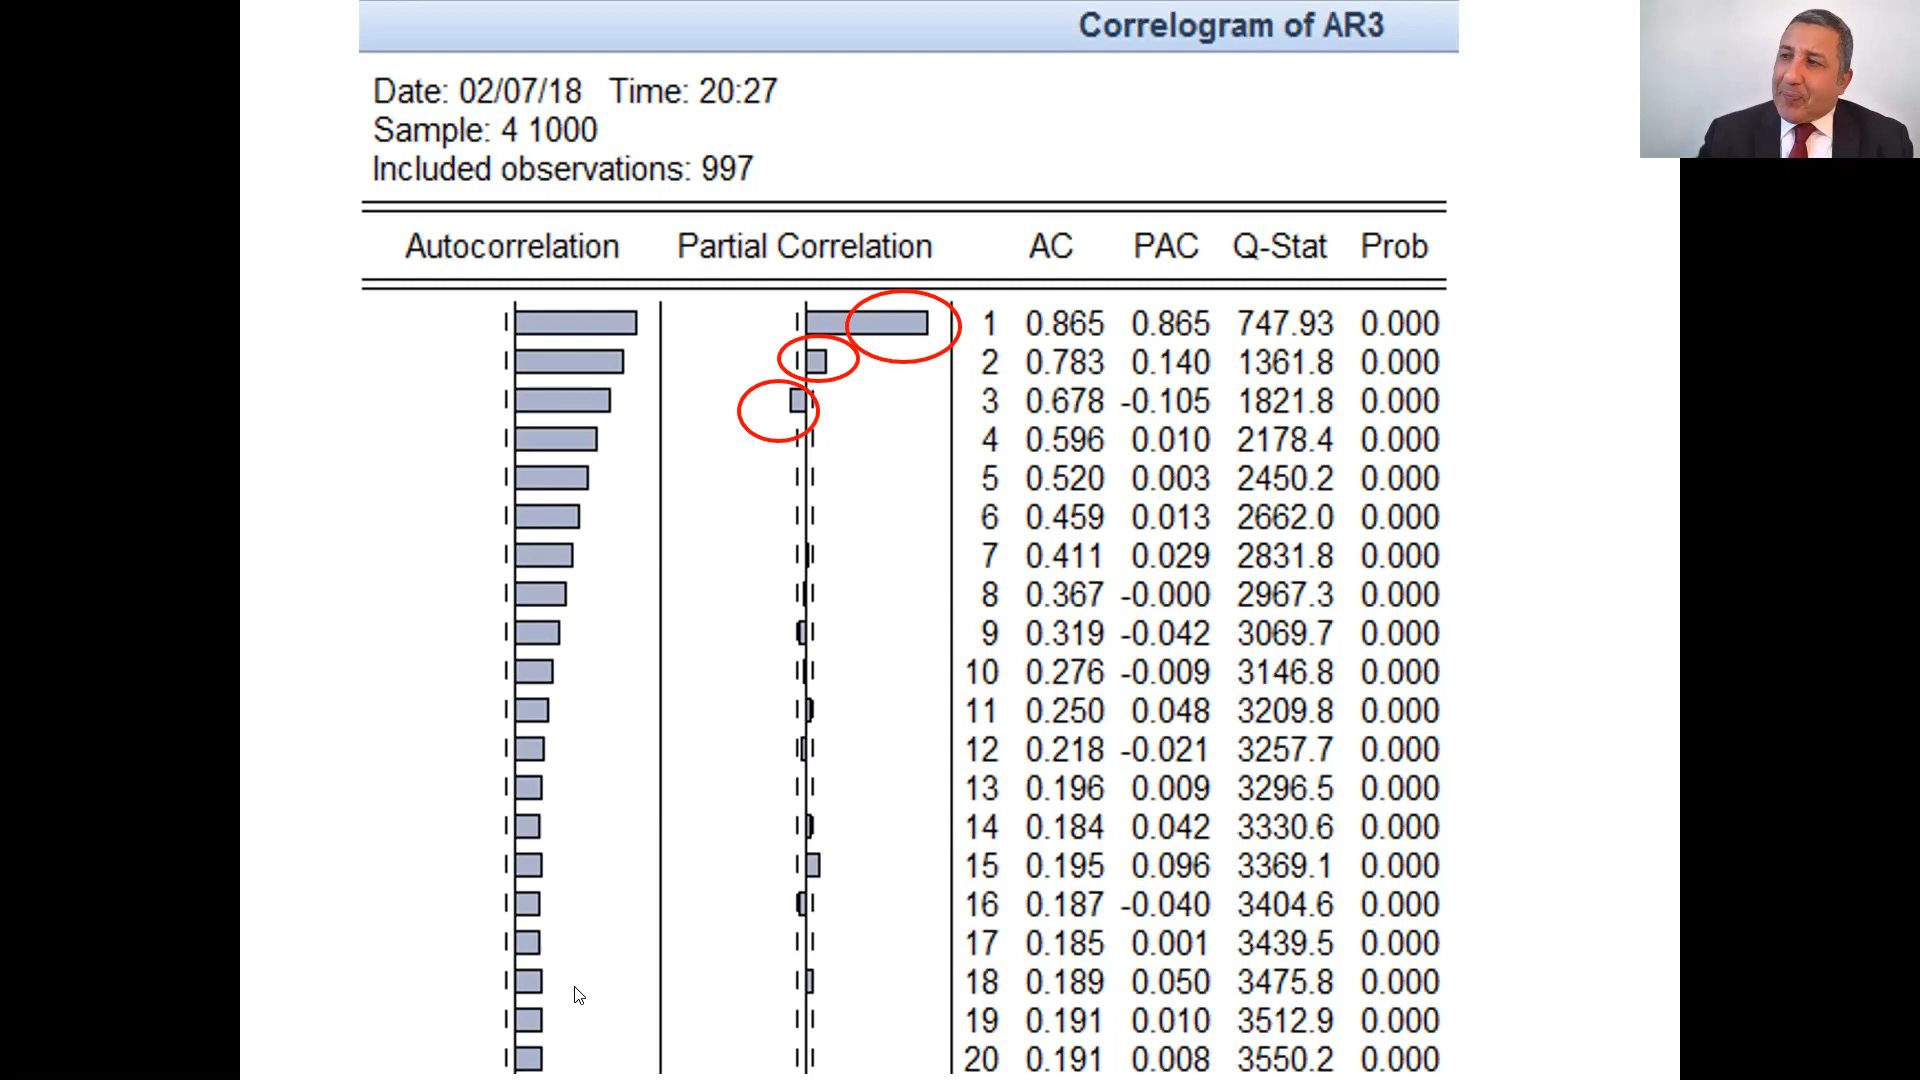 Correlogram of AR3
Date: 02/07/18 Time: 20:27
Sample: 4 1000
Included observations: 997
Autocorrelation Partial Correlation AC PAC Q-Stat Prob
1 0.865 0.865 747.93 0.000
2 0.783 0.140 1361.8 0.000
3 0.678 -0.105 1821.8 0.000
4 0.596 0.010 2178.4 0.000
5 0.520 0.003 2450.2 0.000
6 0.459 0.013 2662.0 0.000
7 0.411 0.029 2831.8 0.000
8 0.367 -0.000 2967.3 0.000
9 0.319 -0.042 3069.7 0.000
10 0.276 -0.009 3146.8 0.000
11 0.250 0.048 3209.8 0.000
12 0.218 -0.021 3257.7 0.000
13 0.196 0.009 3296.5 0.000
14 0.184 0.042 3330.6 0.000
15 0.195 0.096 3369.1 0.000
16 0.187 -0.040 3404.6 0.000
17 0.185 0.001 3439.5 0.000
18 0.189 0.050 3475.8 0.000
19 0.191 0.010 3512.9 0.000
20 0.191 0.008 3550.2 0.000